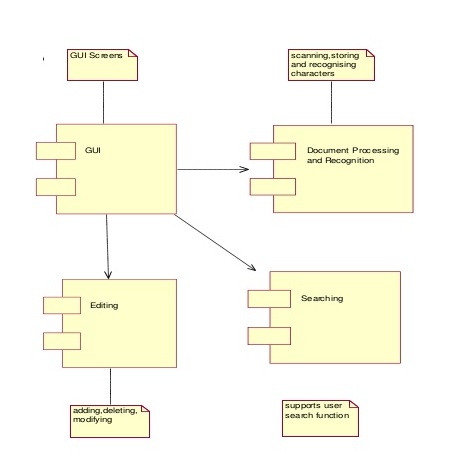 GUI Screens
scanning,storing
and recognising
characters
GUI
Document Processing
and Recognition
Editing
Searching
adding,deleting,
modifying
supports user
search function